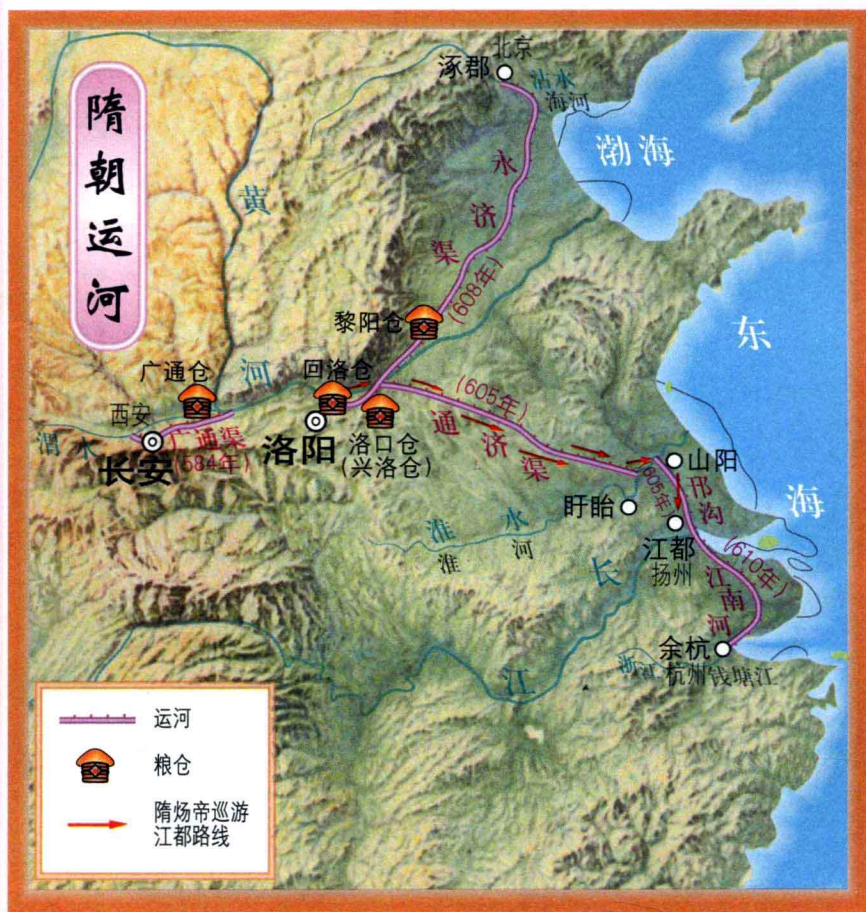 隋朝运河
北京
涿郡
沽水
海河
渤海
永济渠
(608年)
黄河
黎阳仓
东海
广通仓
回洛仓
西安
渭水
长安
广通渠
(584年)
洛阳
洛口仓
(兴洛仓)
(605年)
通济渠
山阳
邗沟
(605年)
盱眙
淮水
淮河
江都
扬州
长江
(610年)
江南河
余杭
浙江
杭州
钱塘江
运河
粮仓
隋炀帝巡游
江都路线